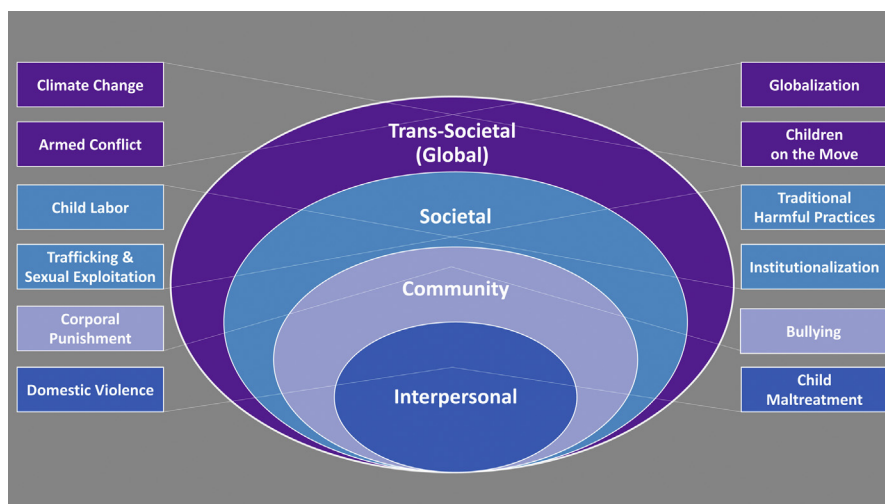 Climate Change
Armed Conflict
Child Labor
Trafficking &
Sexual Exploitation
Corporal
Punishment
Domestic Violence
Trans-Societal
(Global)
Societal
Community
Interpersonal
Globalization
Children
on the Move
Traditional
Harmful Practices
Institutionalization
Bullying
Child
Maltreatment